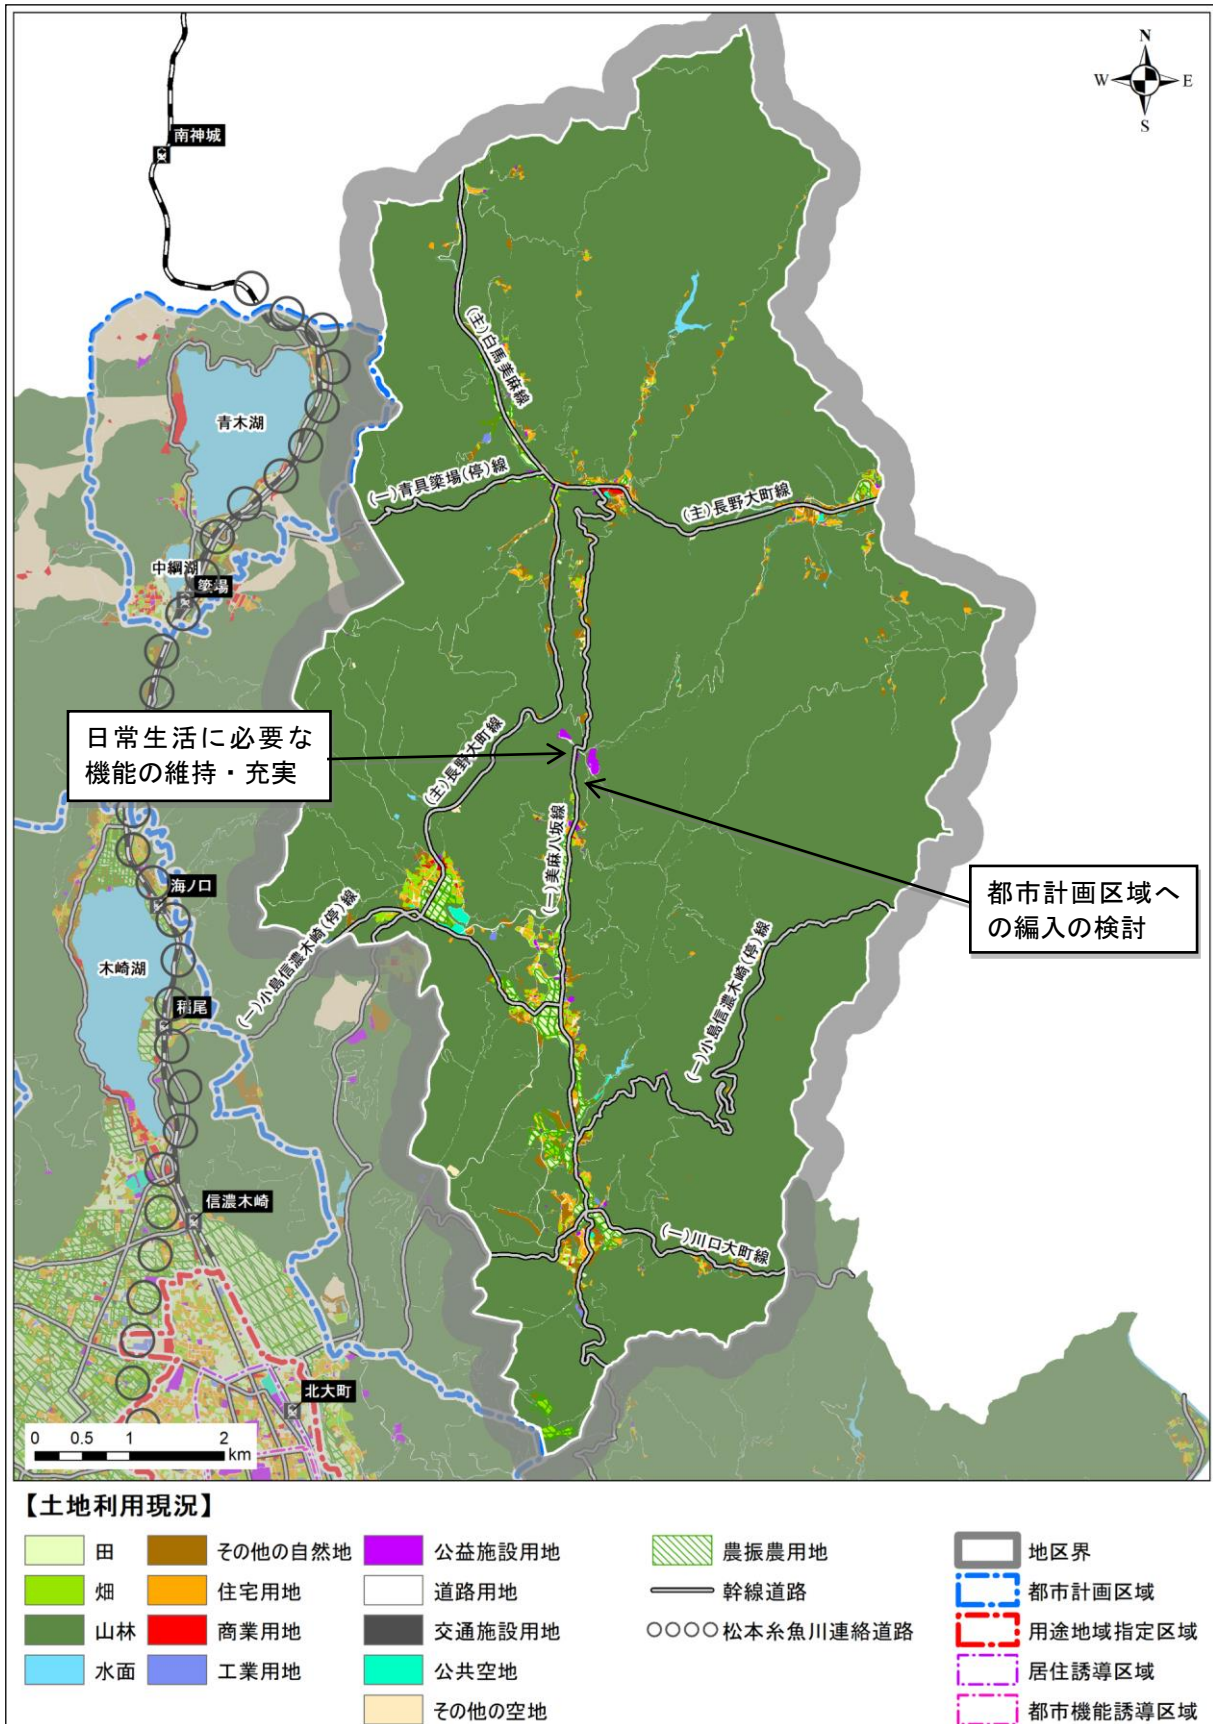 N
W
E
S
南神城
(主)白馬美麻線
青木湖
(一)青具簗場(停)線
(主)長野大町線
中綱湖
簗場
日常生活に必要な
機能の維持・充実
(主)長野大町線
(一)美麻八坂線
都市計画区域へ
の編入の検討
海ノ口
木崎湖
(一)小島信濃木崎(停)線
(一)小島信濃木崎(停)線
稲尾
信濃木崎
(一)川口大町線
北大町
0 0.5 1 2
km
【土地利用現況】
田
畑
山林
水面
その他の自然地
住宅用地
商業用地
工業用地
公益施設用地
道路用地
交通施設用地
公共空地
その他の空地
農振農用地
幹線道路
松本糸魚川連絡道路
地区界
都市計画区域
用途地域指定区域
居住誘導区域
都市機能誘導区域